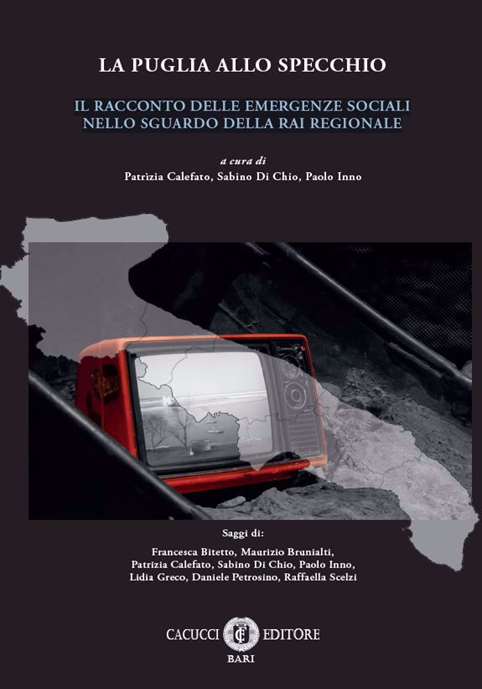 LA PUGLIA ALLO SPECCHIO
IL RACCONTO DELLE EMERGENZE SOCIALI
NELLO SGUARDO DELLA RAI REGIONALE
a cura di
Patrìzia Calefato, Sabino Di Chio, Paolo Inno
Saggi di:
Francesca Bitetto, Maurizio Brunialti,
Patrizia Calefato, Sabino Di Chio, Paolo Inno,
Lidia Greco, Daniele Petrosino, Raffaella Scelzi
CACUCCI CE EDITORE
BARI